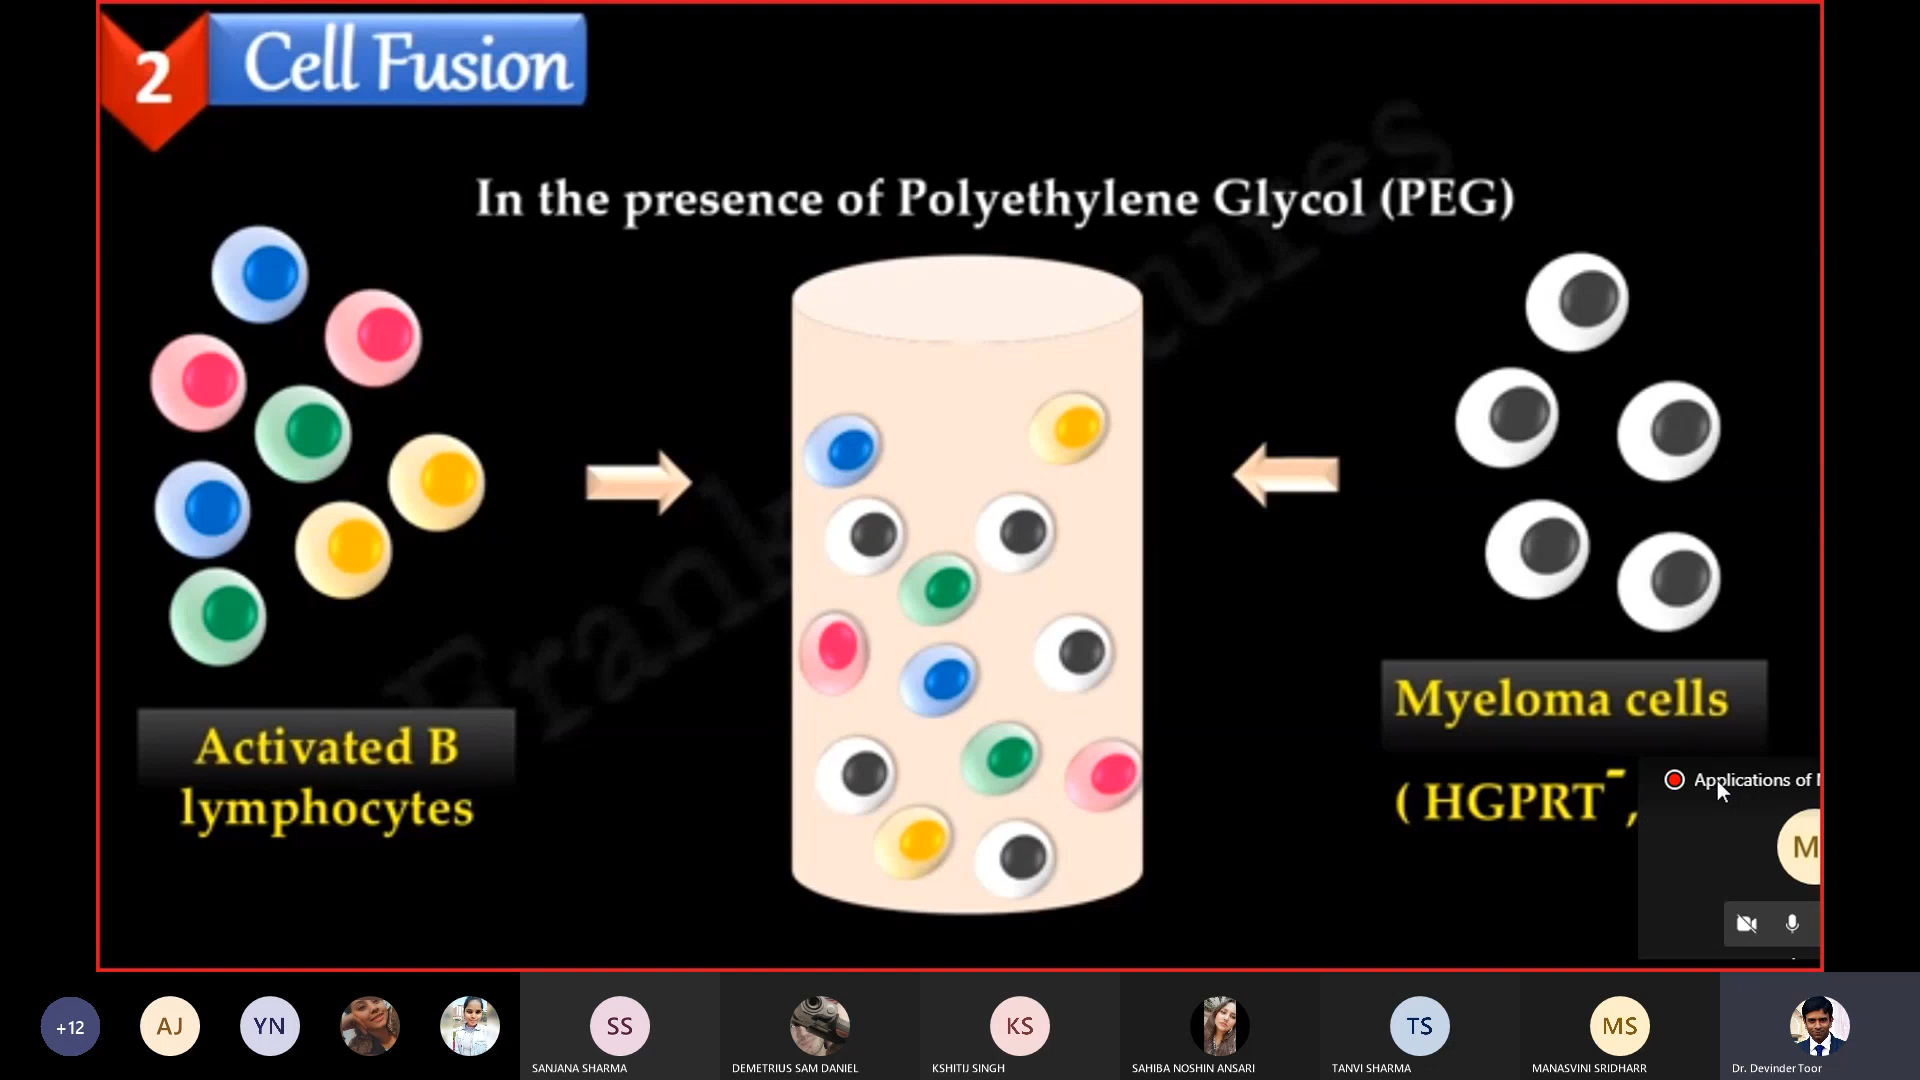 2
Cell Fusion
In the presence of Polyethylene Glycol (PEG)
Activated B
lymphocytes
Myeloma cells
( HGPRT⁻,
Applications of
M
+12
AJ
YN
SS
KS
TS
MS
SANJANA SHARMA
DEMETRIUS SAM DANIEL
KSHITIJ SINGH
SAHIBA NOSHIN ANSARI
TANVI SHARMA
MANASVINI SRIDHARR
Dr. Devinder Toor